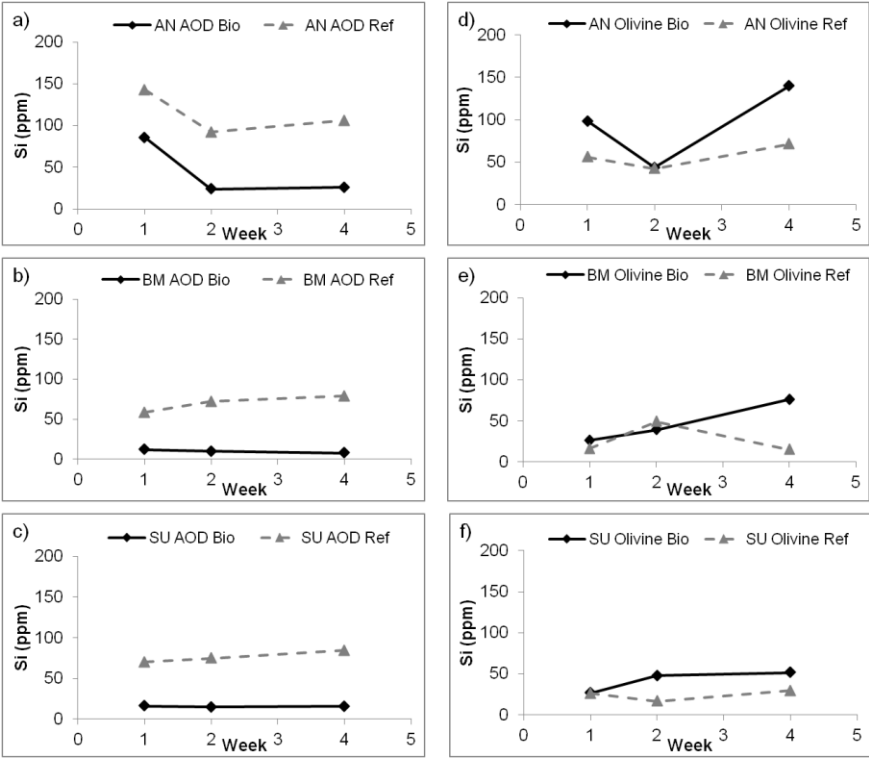 a) AN AOD Bio AN AOD Ref
200
150
100
50
0
Si (ppm)
0 1 2 3 4 5
Week
b) BM AOD Bio BM AOD Ref
200
150
100
50
0
Si (ppm)
0 1 2 3 4 5
Week
c) SU AOD Bio SU AOD Ref
200
150
100
50
0
Si (ppm)
0 1 2 3 4 5
Week
d) AN Olivine Bio AN Olivine Ref
200
150
100
50
0
Si (ppm)
0 1 2 3 4 5
Week
e) BM Olivine Bio BM Olivine Ref
200
150
100
50
0
Si (ppm)
0 1 2 3 4 5
Week
f) SU Olivine Bio SU Olivine Ref
200
150
100
50
0
Si (ppm)
0 1 2 3 4 5
Week